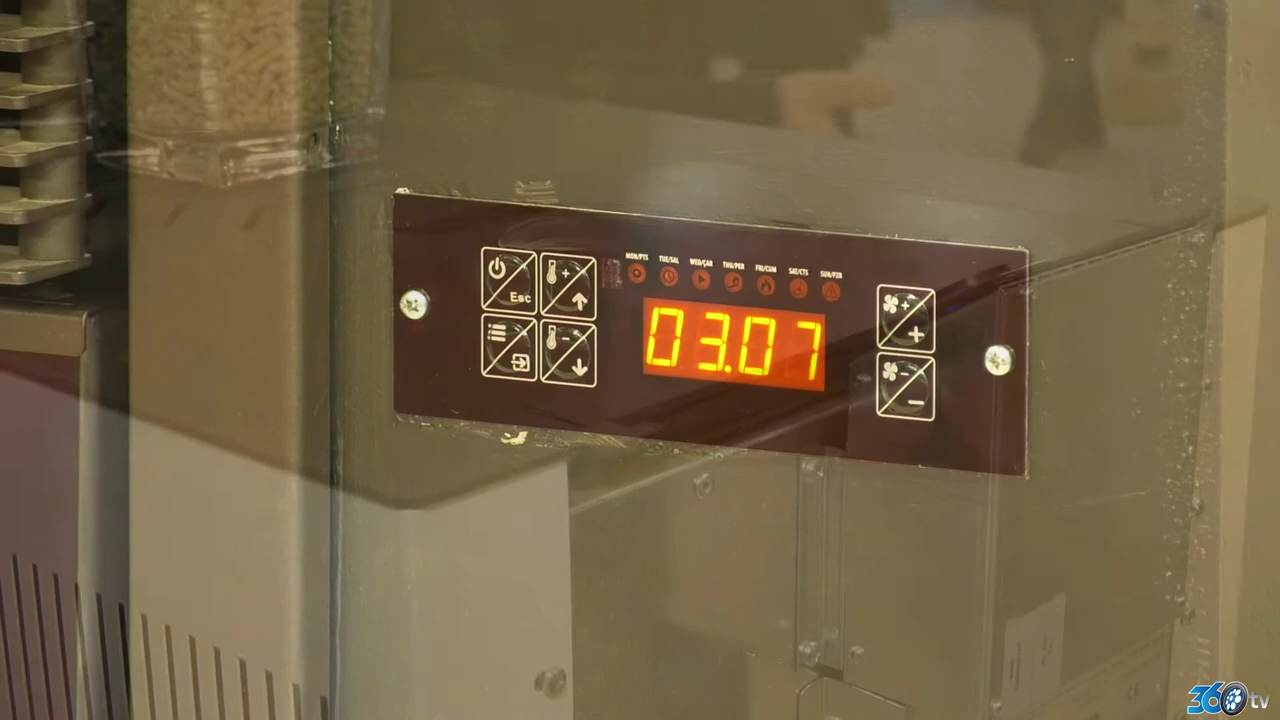 MON/PTS TUE/SAL WED/ÇAR THU/PER FRI/CUM SAT/CTS SUN/PZR
Esc
03.07
360tv